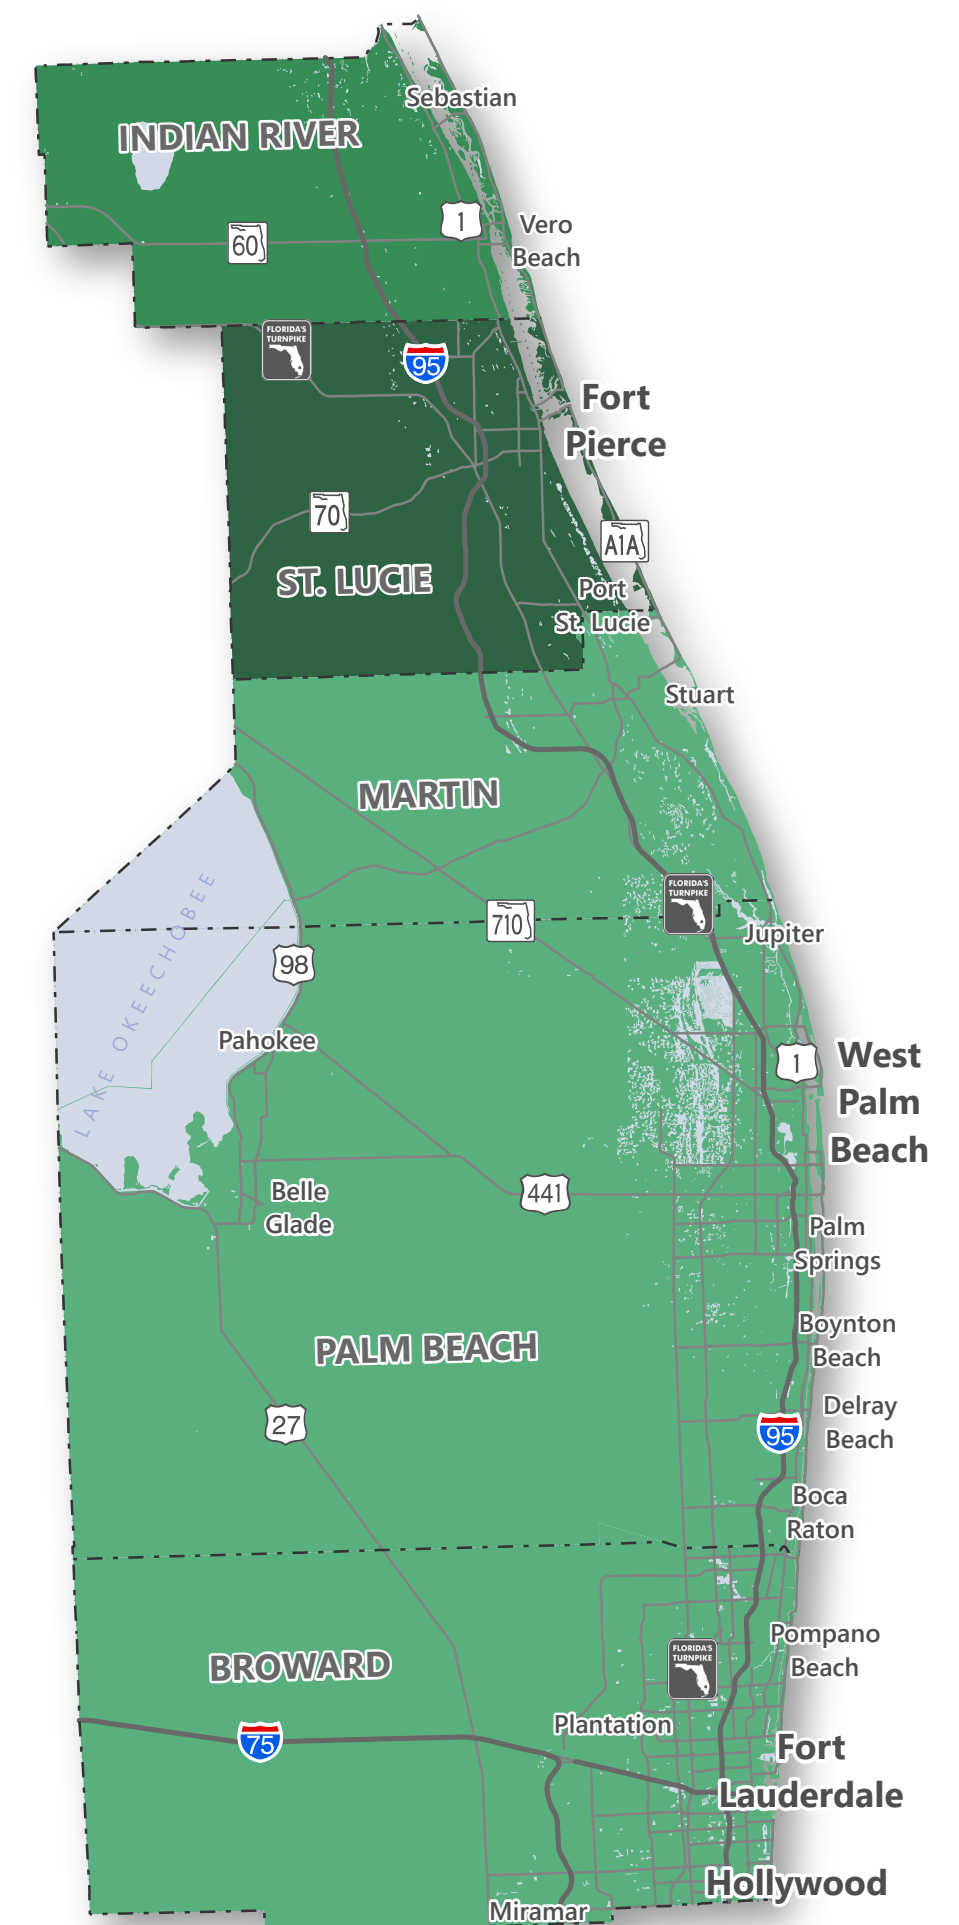 Sebastian
INDIAN RIVER
1
Vero
Beach
60
FLORIDA'S
TURNPIKE
95
Fort
Pierce
70
A1A
ST. LUCIE
Port
St. Lucie
Stuart
MARTIN
FLORIDA'S
TURNPIKE
LAKE OKEECHOBEE
710
Jupiter
98
Pahokee
1
West
Palm
Beach
441
Belle
Glade
Palm
Springs
Boynton
Beach
PALM BEACH
Delray
Beach
27
95
Boca
Raton
Pompano
Beach
FLORIDA'S
TURNPIKE
BROWARD
Plantation
75
Fort
Lauderdale
Hollywood
Miramar